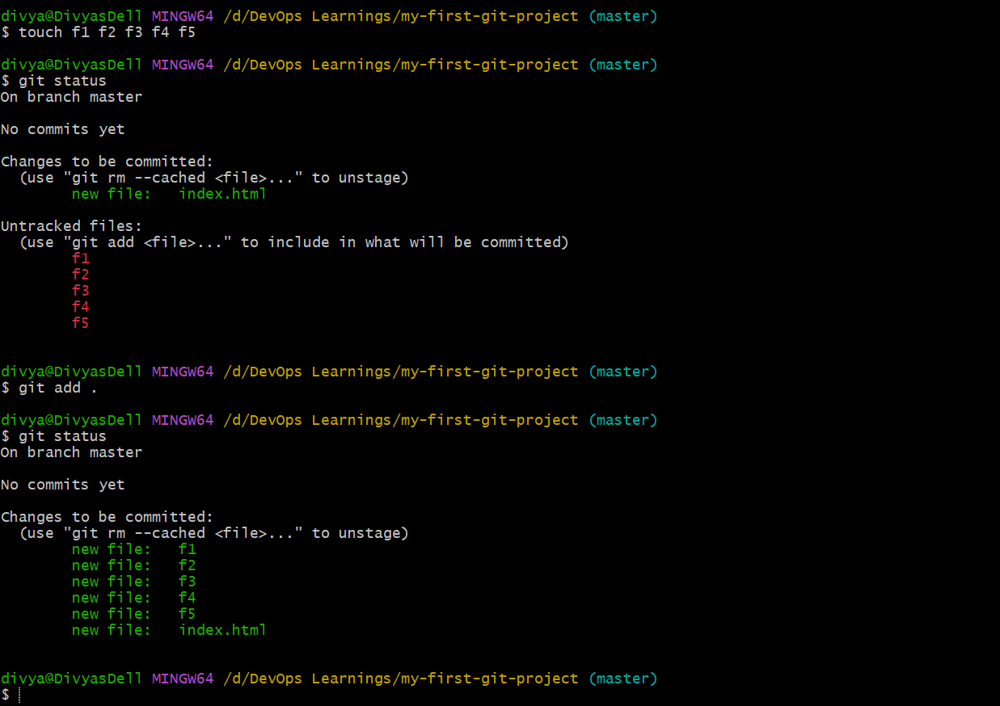 divya@DivyasDell MINGW64 /d/DevOps Learnings/my-first-git-project (master)
$ touch f1 f2 f3 f4 f5
divya@DivyasDell MINGW64 /d/DevOps Learnings/my-first-git-project (master)
$ git status
On branch master
No commits yet
Changes to be committed:
(use "git rm --cached <file>..." to unstage)
new file:   index.html
Untracked files:
(use "git add <file>..." to include in what will be committed)
f1
f2
f3
f4
f5
divya@DivyasDell MINGW64 /d/DevOps Learnings/my-first-git-project (master)
$ git add .
divya@DivyasDell MINGW64 /d/DevOps Learnings/my-first-git-project (master)
$ git status
On branch master
No commits yet
Changes to be committed:
(use "git rm --cached <file>..." to unstage)
new file:   f1
new file:   f2
new file:   f3
new file:   f4
new file:   f5
new file:   index.html
divya@DivyasDell MINGW64 /d/DevOps Learnings/my-first-git-project (master)
$